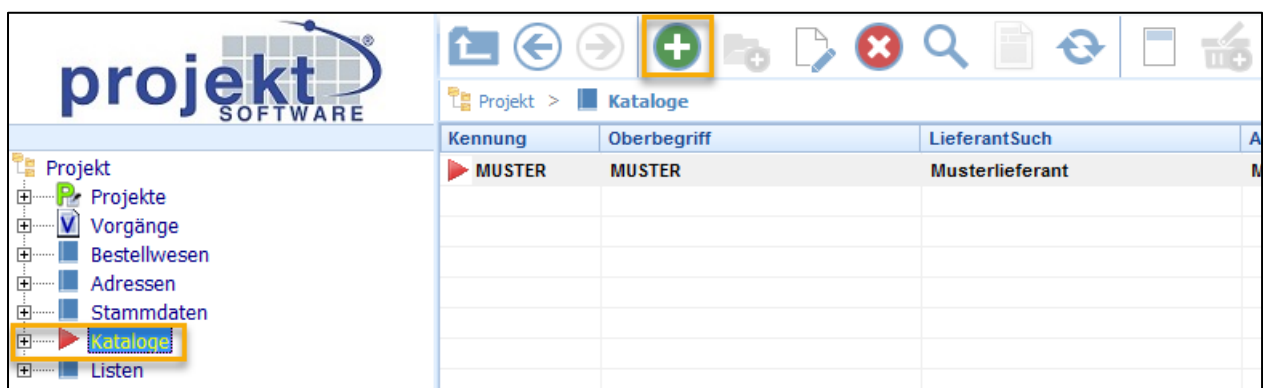 projekt®
SOFTWARE
Projekt > Kataloge
Kennung Oberbegriff LieferantSuch A
MUSTER MUSTER Musterlieferant M
Projekt
Projekte
Vorgänge
Bestellwesen
Adressen
Stammdaten
Kataloge
Listen